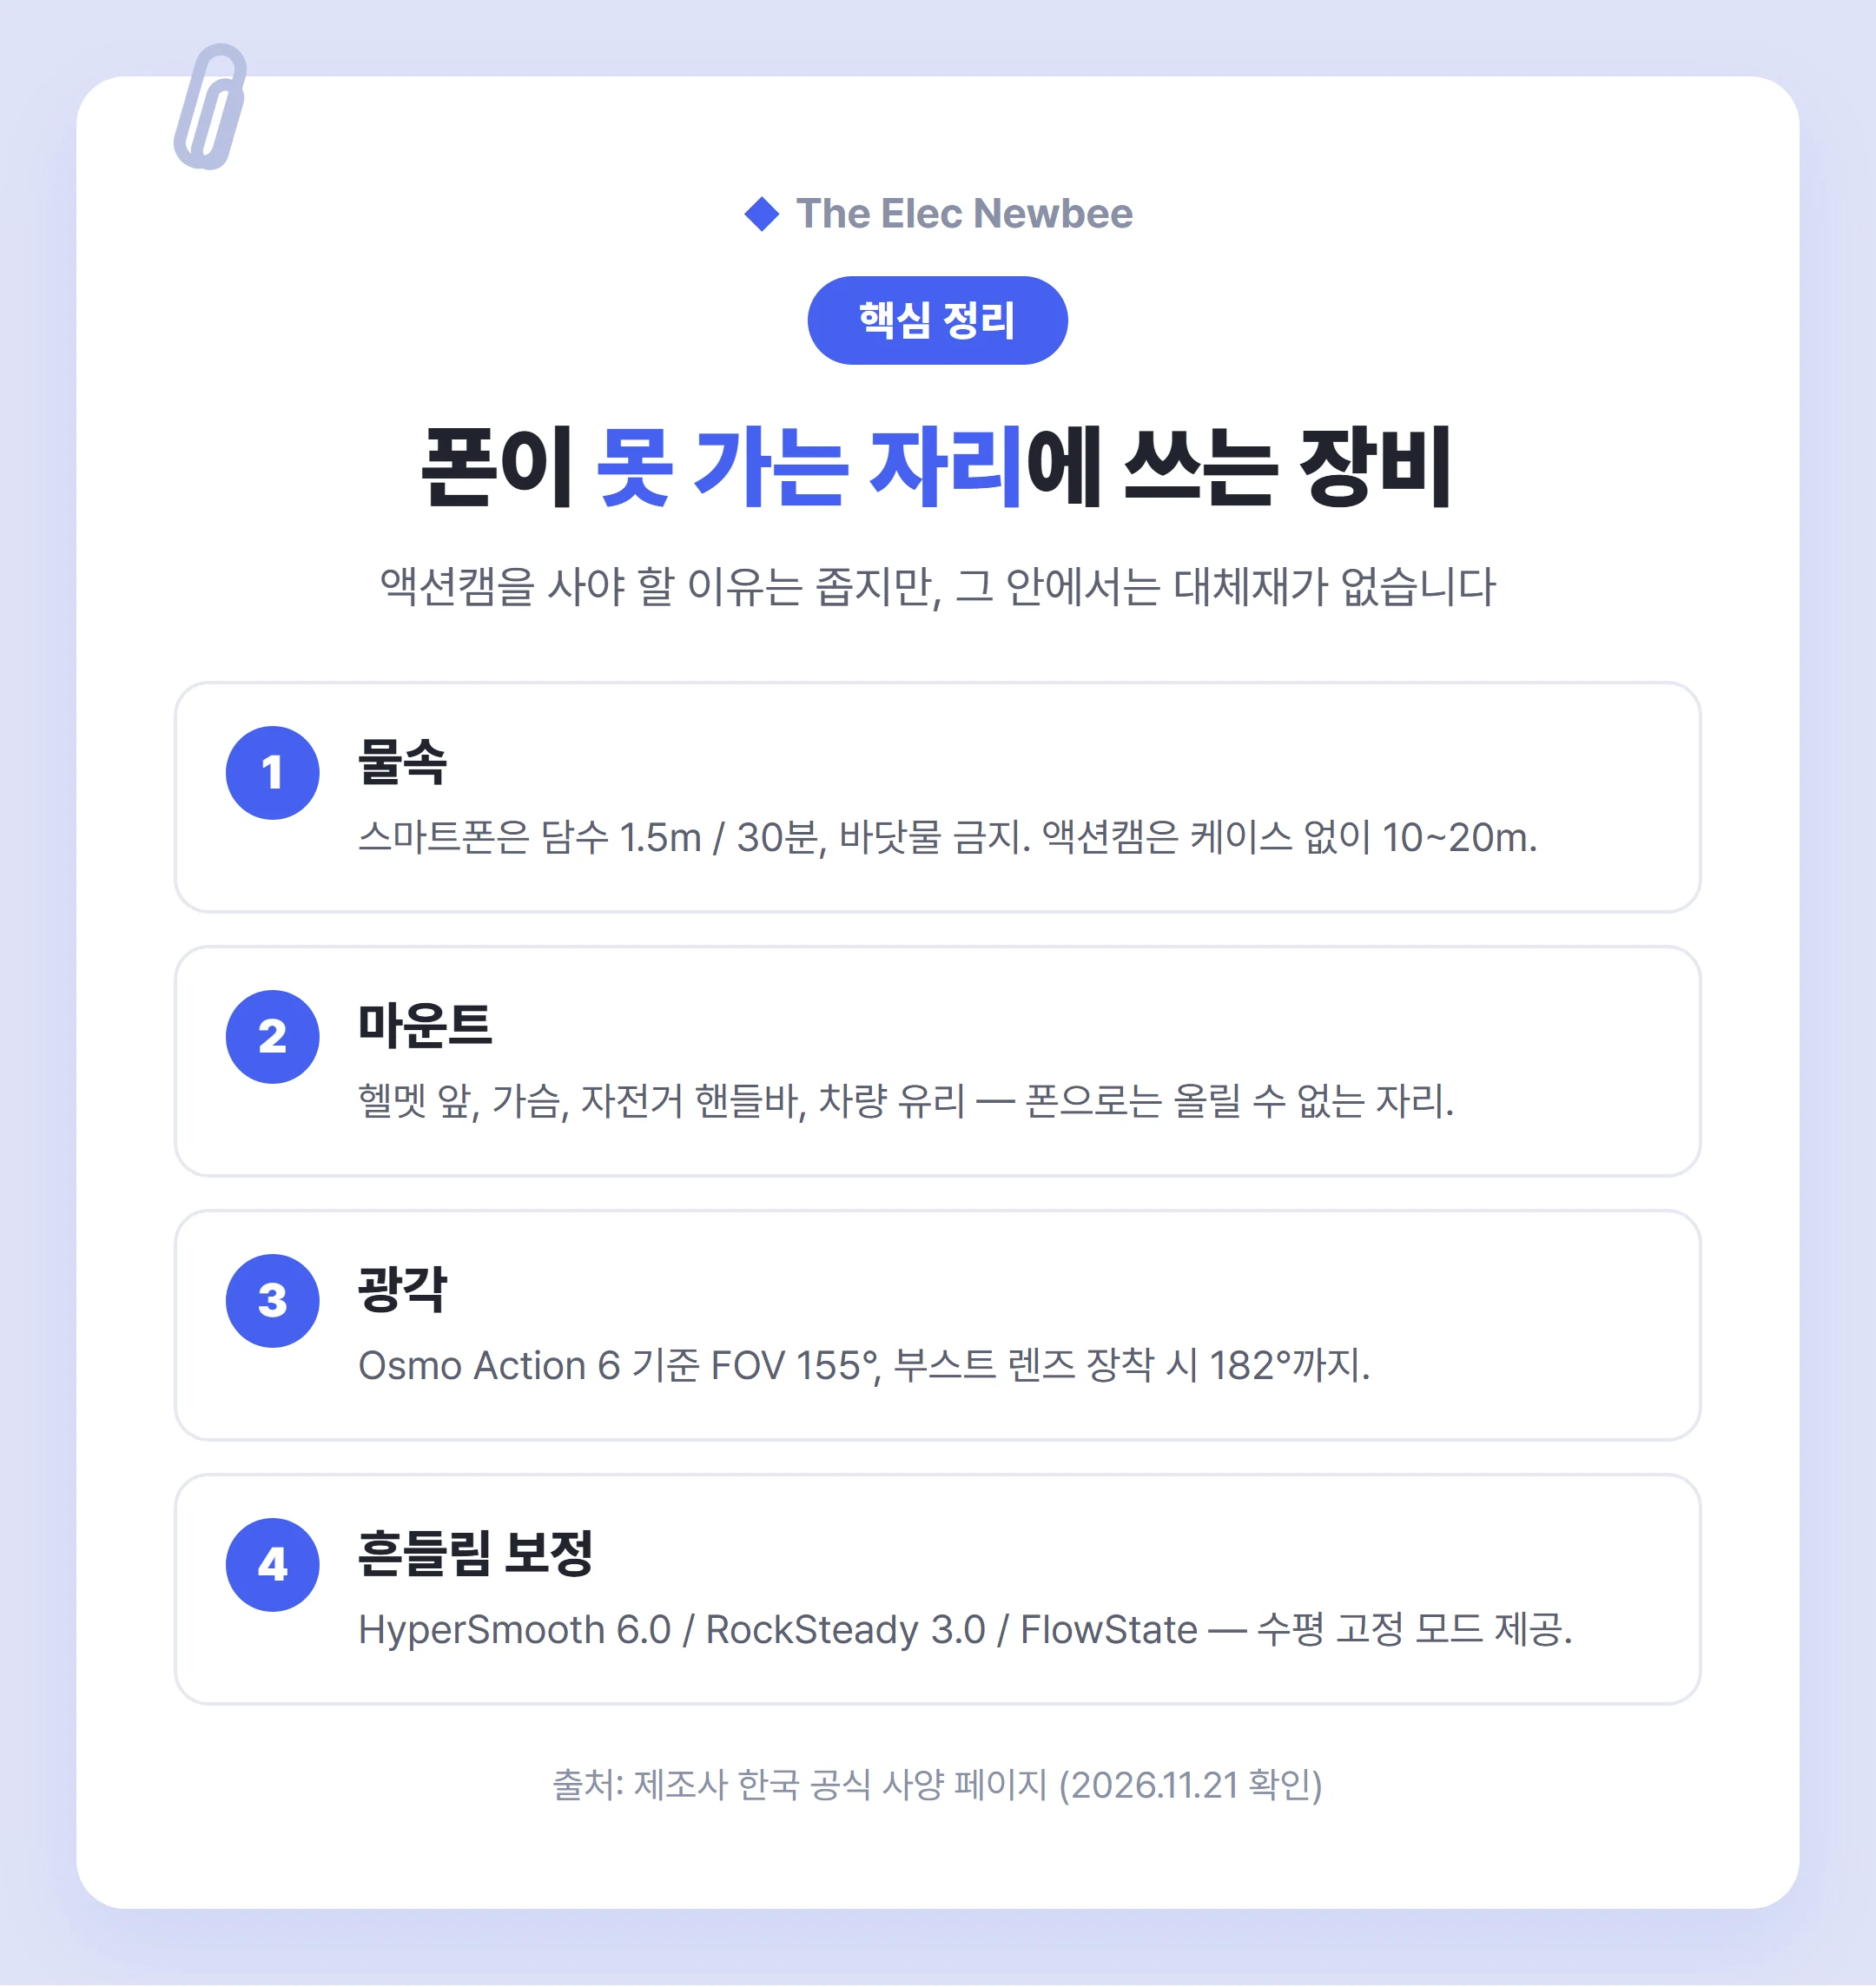 The Elec Newbee
핵심 정리
폰이 못 가는 자리에 쓰는 장비
액션캠을 사야 할 이유는 좁지만, 그 안에서는 대체재가 없습니다
1
물속
스마트폰은 담수 1.5m / 30분, 바닷물 금지. 액션캠은 케이스 없이 10~20m.
2
마운트
헬멧 앞, 가슴, 자전거 핸들바, 차량 유리 — 폰으로는 올릴 수 없는 자리.
3
광각
Osmo Action 6 기준 FOV 155°, 부스트 렌즈 장착 시 182°까지.
4
흔들림 보정
HyperSmooth 6.0 / RockSteady 3.0 / FlowState — 수평 고정 모드 제공.
출처: 제조사 한국 공식 사양 페이지 (2026.11.21 확인)